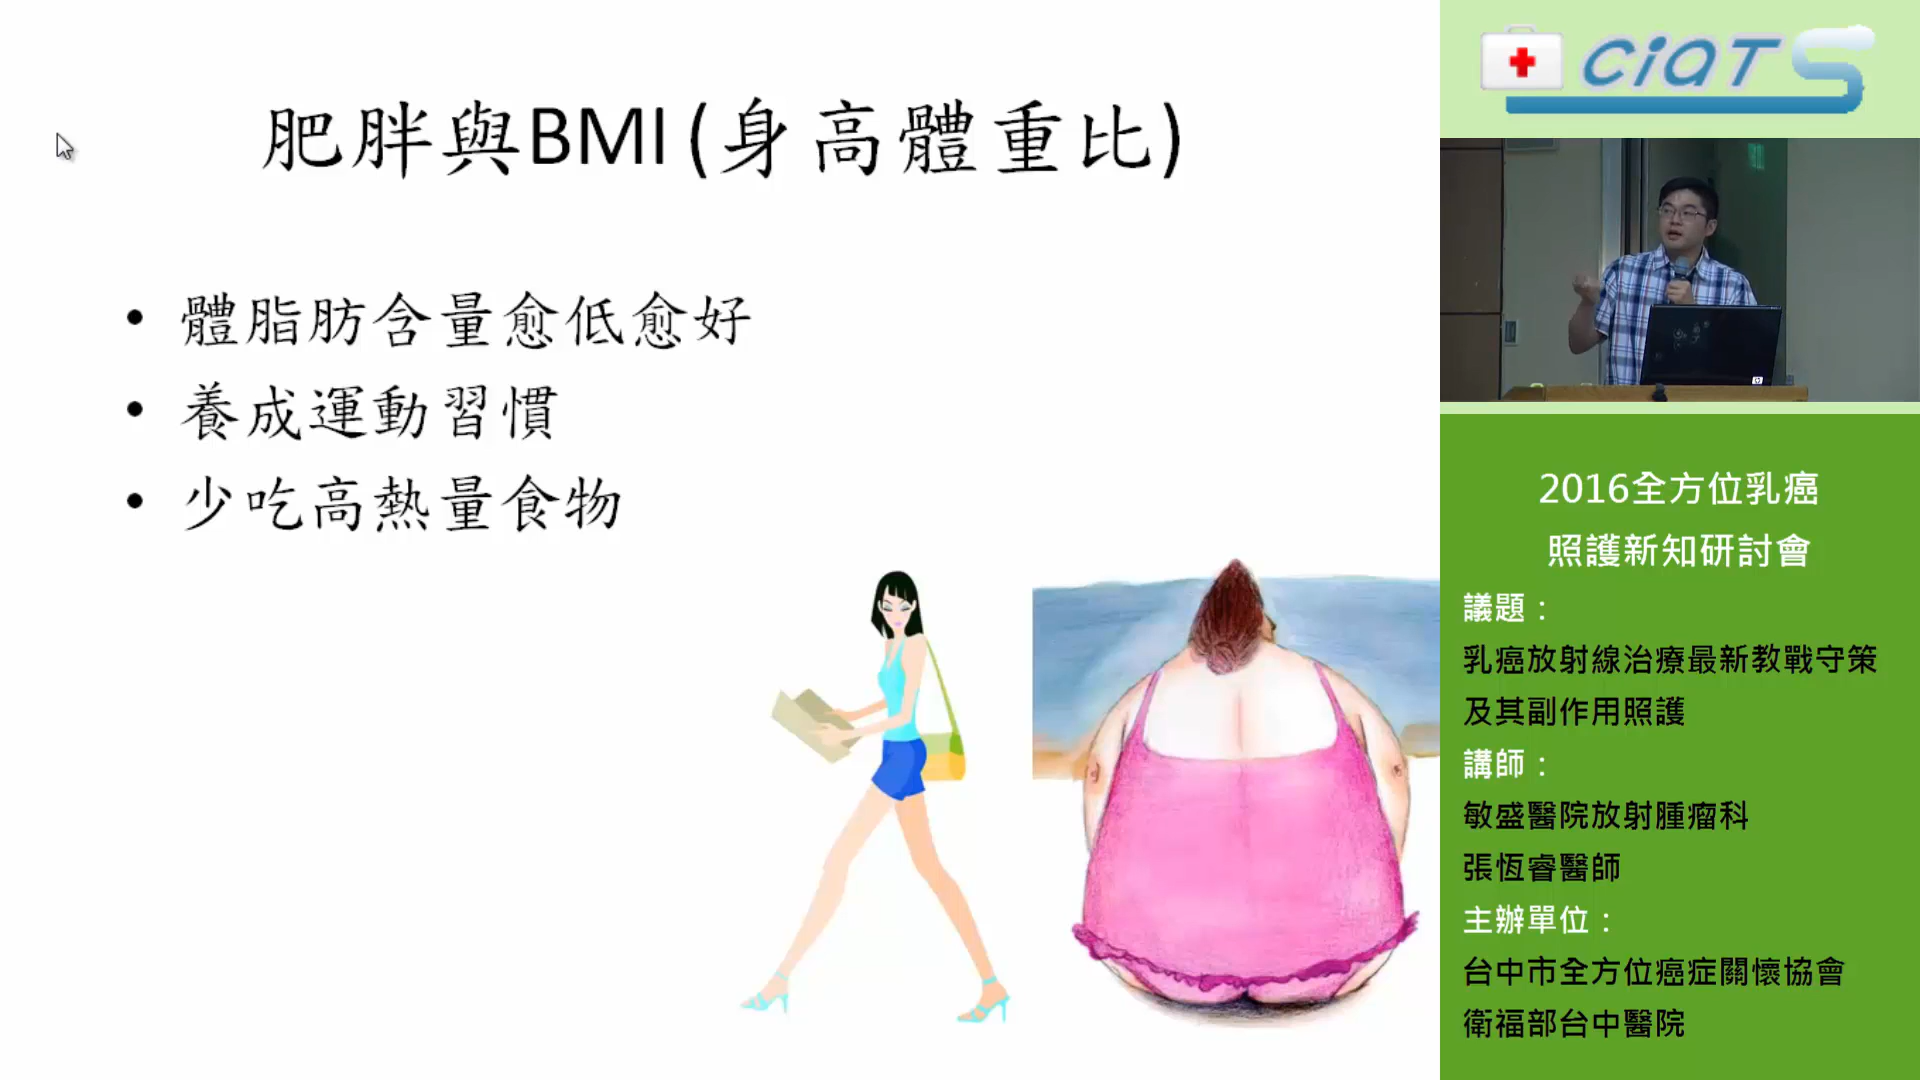 肥胖與BMI(身高體重比)
• 體脂肪含量愈低愈好
• 養成運動習慣
• 少吃高熱量食物
CiaTS
2016全方位乳癌
照護新知研討會
議題：
乳癌放射線治療最新教戰守策
及其副作用照護
講師：
敏盛醫院放射腫瘤科
張恆睿醫師
主辦單位：
台中市全方位癌症關懷協會
衛福部台中醫院